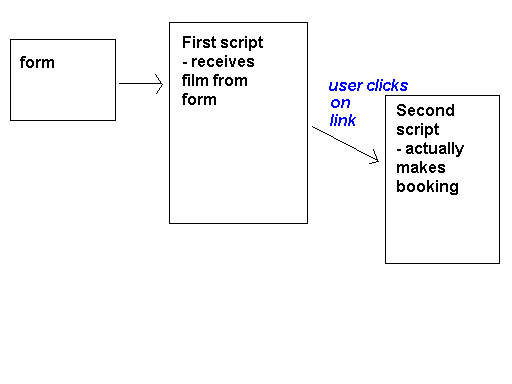 form
First script
- receives
film from
form
user clicks
on
link
Second
script
- actually
makes
booking